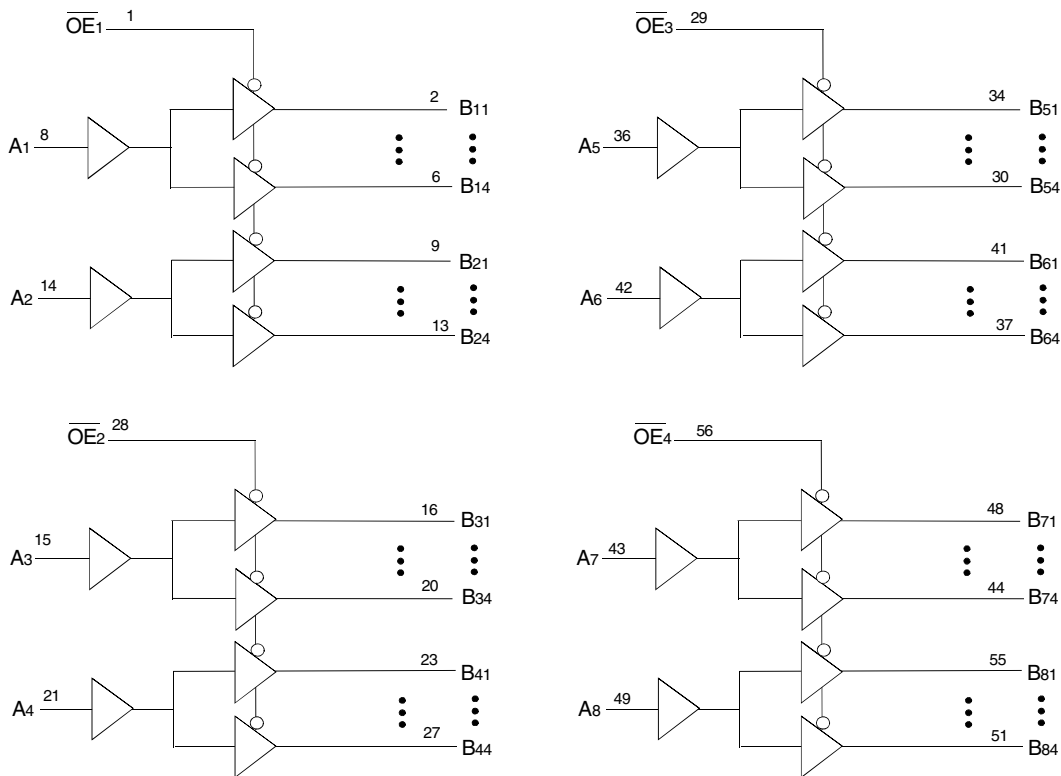 OE1 1
2 B11
A1 8
6 B14
9 B21
A2 14
13 B24
OE3 29
34 B51
A5 36
30 B54
41 B61
A6 42
37 B64
OE2 28
16 B31
A3 15
20 B34
23 B41
A4 21
27 B44
OE4 56
48 B71
A7 43
44 B74
55 B81
A8 49
51 B84